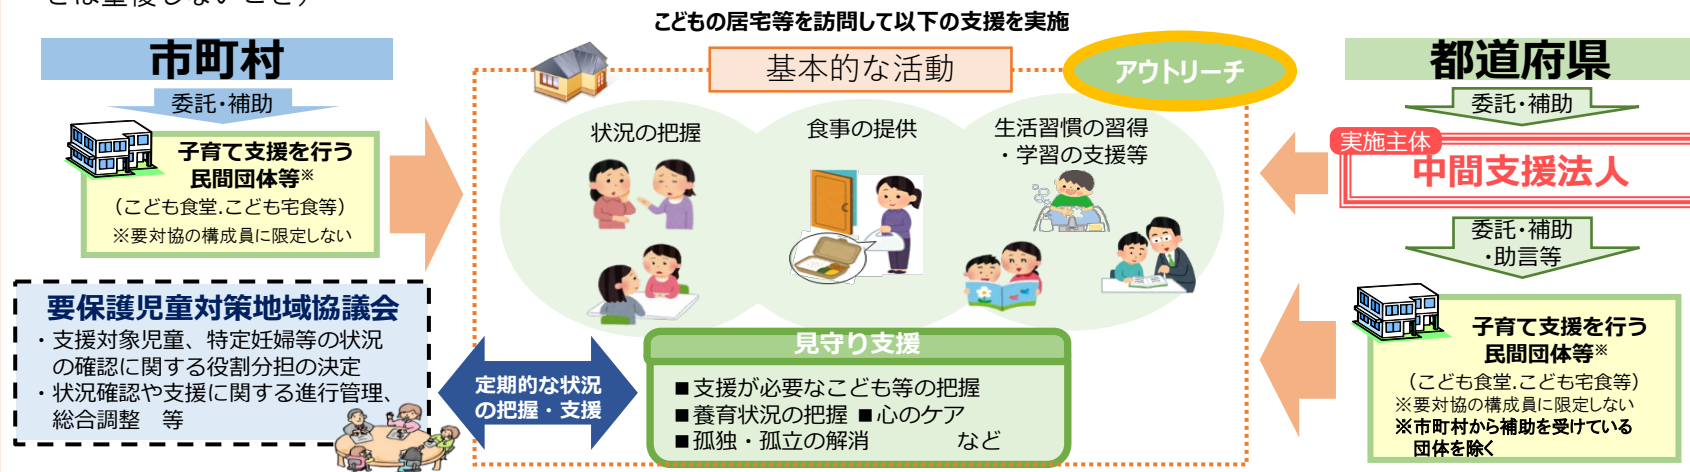 とは重複しないこと）
こどもの居宅等を訪問して以下の支援を実施
市町村
委託・補助
子育て支援を行う
民間団体等※
（こども食堂.こども宅食等）
※要対協の構成員に限定しない
要保護児童対策地域協議会
・支援対象児童、特定妊婦等の状況
の確認に関する役割分担の決定
・状況確認や支援に関する進行管理、
総合調整　等
基本的な活動
アウトリーチ
状況の把握
食事の提供
生活習慣の習得
・学習の支援等
定期的な状況
の把握・支援
見守り支援
■支援が必要なこども等の把握
■養育状況の把握 ■心のケア
■孤独・孤立の解消　　　　など
都道府県
委託・補助
実施主体
中間支援法人
委託・補助
・助言等
子育て支援を行う
民間団体等※
（こども食堂.こども宅食等）
※要対協の構成員に限定しない
※市町村から補助を受けている
団体を除く